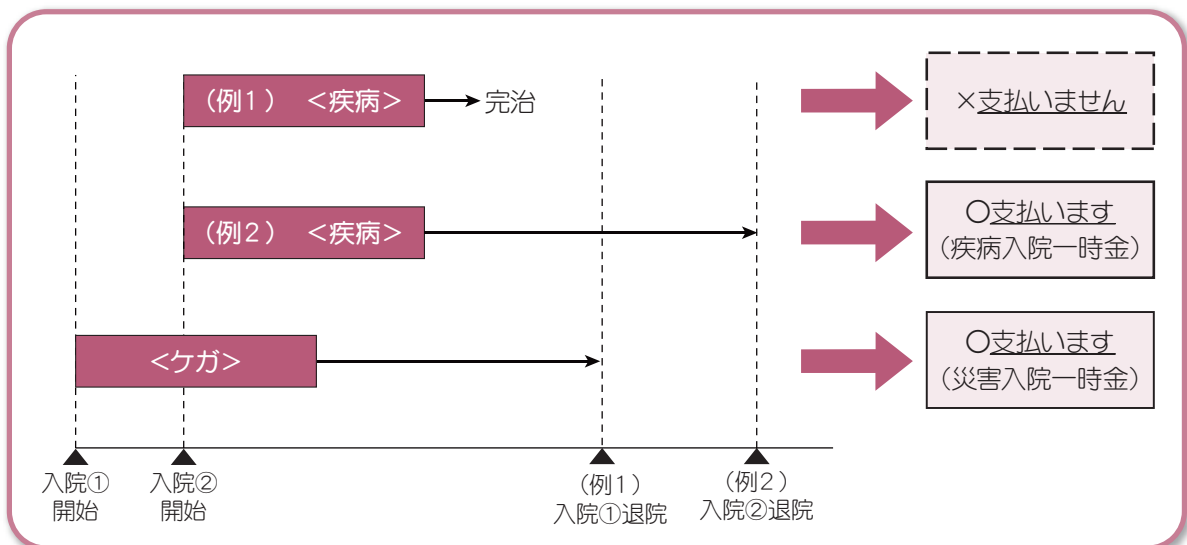 （例1） ＜疾病＞
完治
×支払いません
（例2） ＜疾病＞
〇支払います
（疾病入院一時金）
＜ケガ＞
〇支払います
（災害入院一時金）
入院①
開始
入院②
開始
（例1）
入院①退院
（例2）
入院②退院